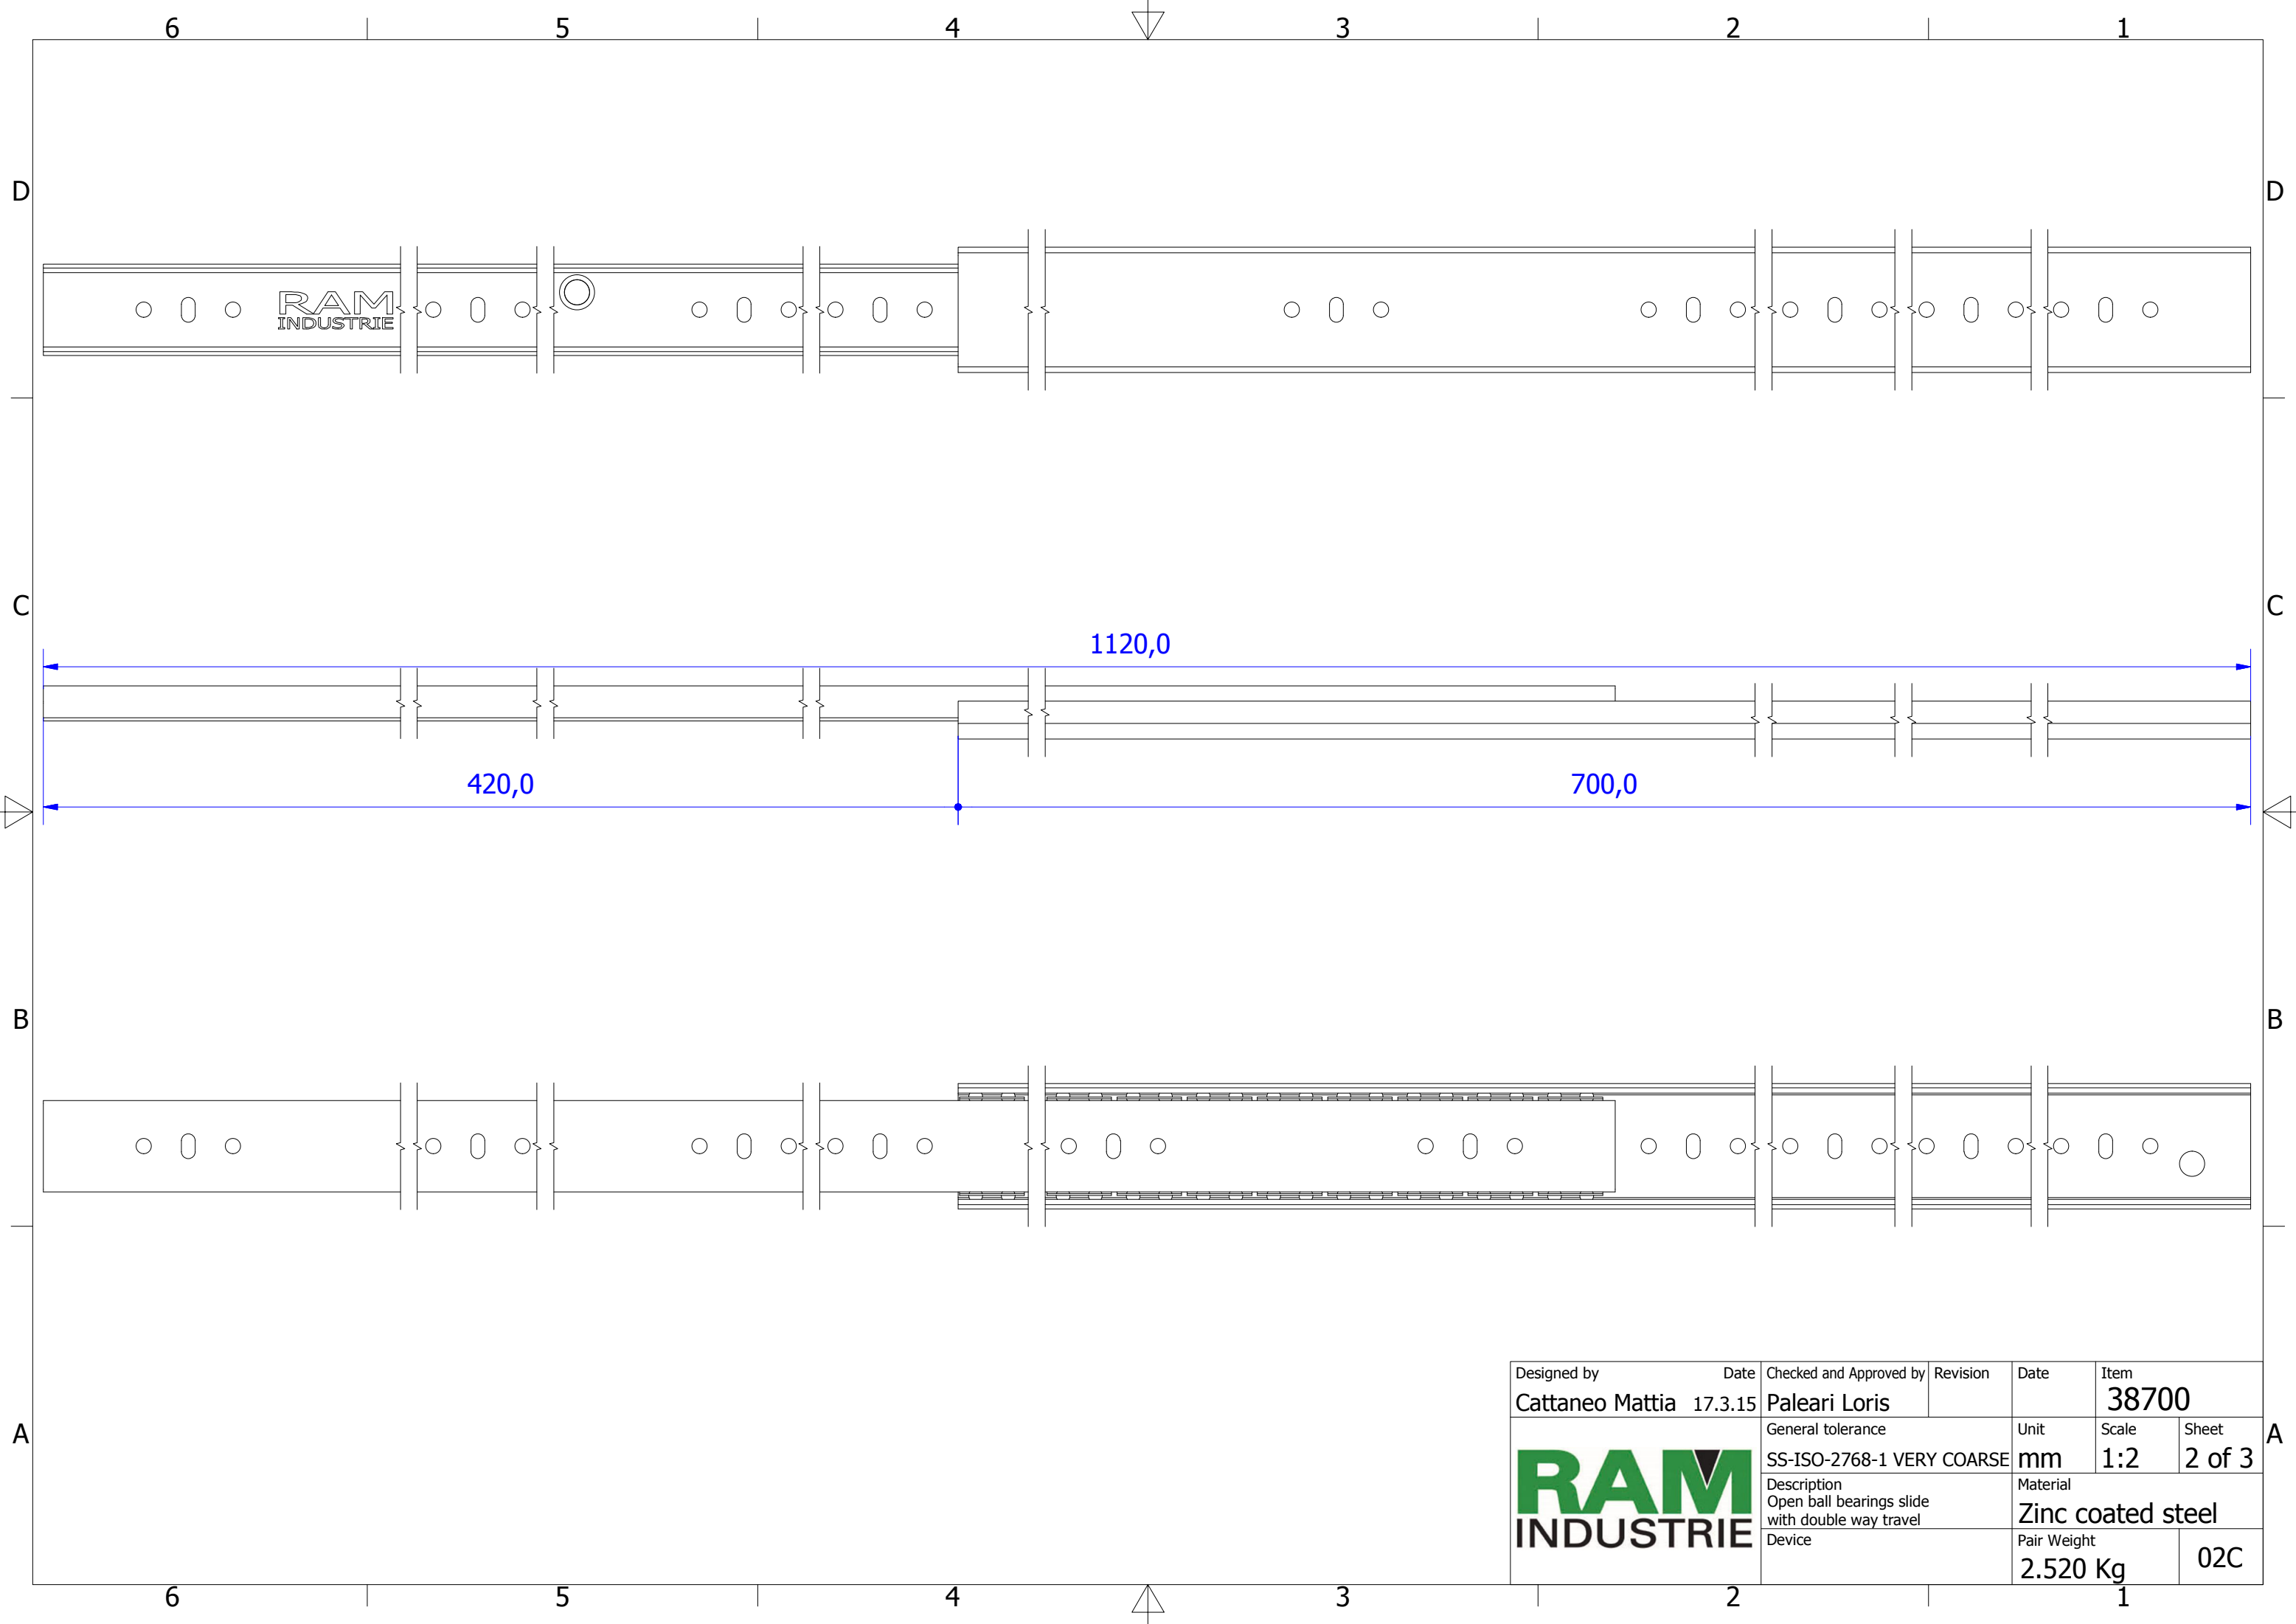 6 5 4 3 2 1
D D
RAM
INDUSTRIE
C C
1120,0
420,0 700,0
B B
Designed by Date Checked and Approved by Revision Date Item
Cattaneo Mattia 17.3.15 Paleari Loris 38700
A A
General tolerance Unit Scale Sheet
SS-ISO-2768-1 VERY COARSE mm 1:2 2 of 3
RAM
INDUSTRIE
Description Material
Open ball bearings slide
with double way travel Zinc coated steel
Device Pair Weight
2.520 Kg 02C
6 5 4 3 2 1